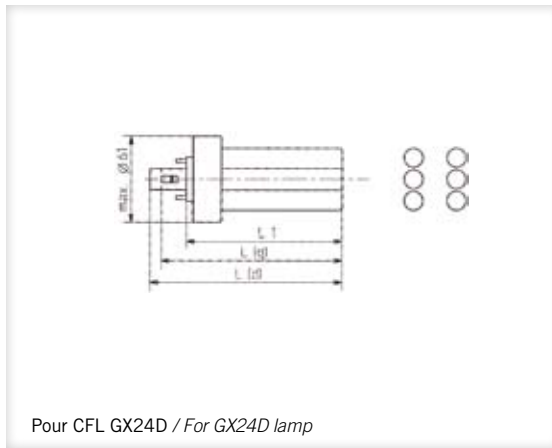 max. Ø 61
L 1
L (g)
L (d)
Pour CFL GX24D / For GX24D lamp